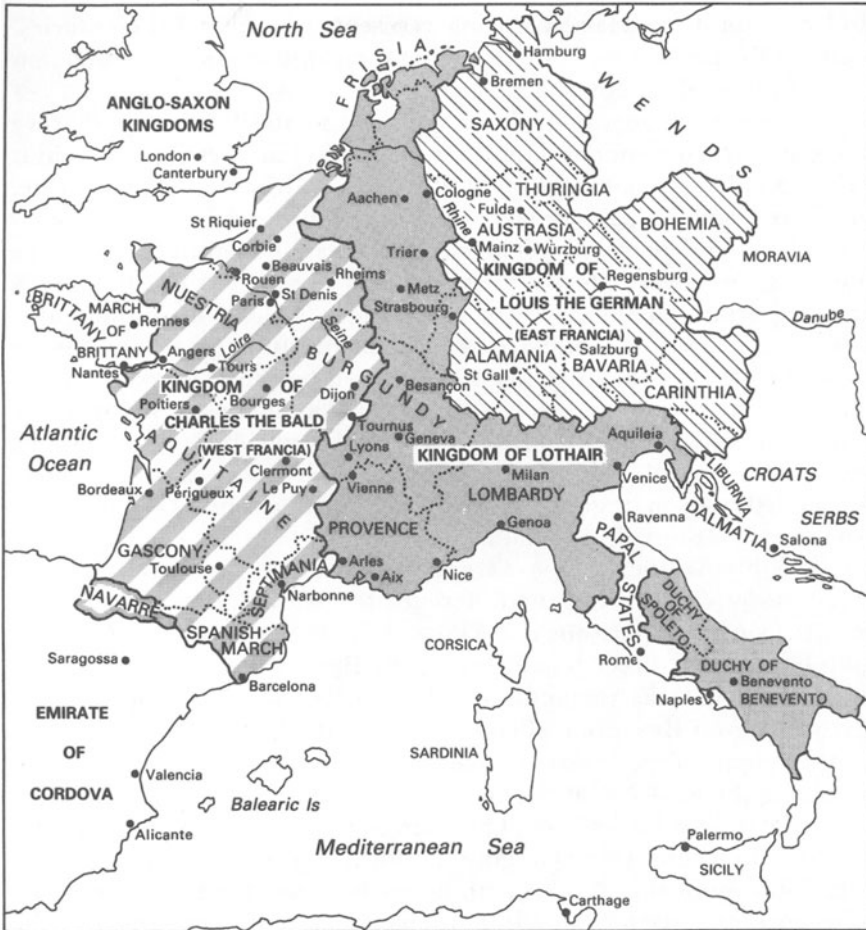 North Sea
Hamburg
Bremen
FRISIA
WENDS
ANGLO-SAXON
KINGDOMS
SAXONY
London
Canterbury
Aachen
Cologne
THURINGIA
Fulda
Rhine
AUSTRASIA
BOHEMIA
St Riquier
Corbie
Trier
Mainz
Würzburg
MORAVIA
Beauvais
Rouen
Rheims
KINGDOM OF
LOUIS THE GERMAN
(EAST FRANCIA)
Regensburg
NUESTRIA
St Denis
Paris
Metz
Strasbourg
BRITTANY
MARCH
OF
BRITTANY
Rennes
Seine
Danube
Angers
Loire
Tours
Nantes
BURGUNDY
ALAMANIA
St Gall
Salzburg
BAVARIA
KINGDOM OF
CHARLES THE BALD
(WEST FRANCIA)
Bourges
Dijon
Besançon
CARINTHIA
Poitiers
Tournus
Geneva
Atlantic
Ocean
AQUITAINE
Lyons
KINGDOM OF LOTHAIR
Aquileia
Clermont
Milan
Venice
LIBURNIA
CROATS
Bordeaux
Périgueux
Le Puy
Vienne
LOMBARDY
DALMATIA
SERBS
PROVENCE
Genoa
Ravenna
Salona
GASCONY
Toulouse
SEPTIMANIA
Arles
Aix
Nice
PAPAL
STATES
NAVARRE
Narbonne
DUCHY
OF
SPOLETO
SPANISH
MARCH
CORSICA
Saragossa
Rome
DUCHY OF
BENEVENTO
Benevento
Barcelona
Naples
EMIRATE
OF
CORDOVA
SARDINIA
Valencia
Balearic Is
Alicante
Mediterranean Sea
Palermo
SICILY
Carthage